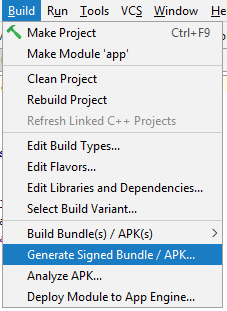 Build Run Tools VCS Window He
Make Project Ctrl+F9
Make Module 'app'
Clean Project
Rebuild Project
Refresh Linked C++ Projects
Edit Build Types...
Edit Flavors...
Edit Libraries and Dependencies...
Select Build Variant...
Build Bundle(s) / APK(s)
Generate Signed Bundle / APK...
Analyze APK...
Deploy Module to App Engine...